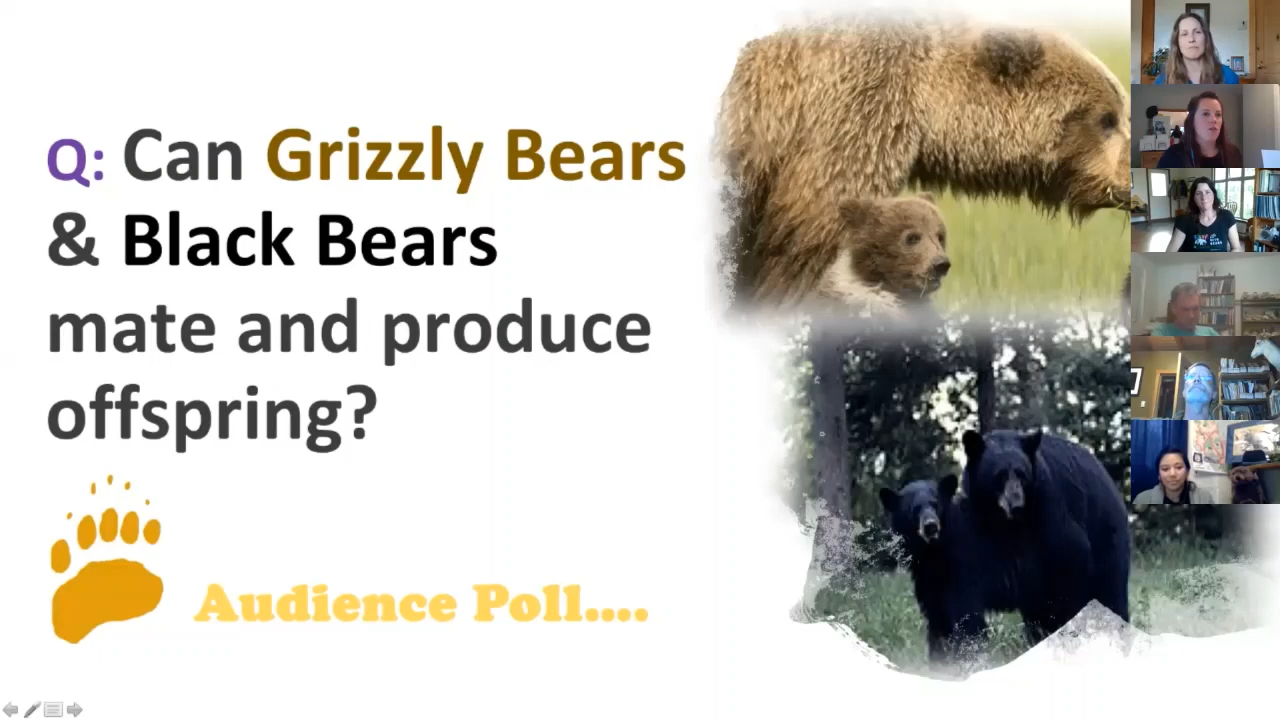 Q: Can Grizzly Bears
& Black Bears
mate and produce
offspring?
Audience Poll....